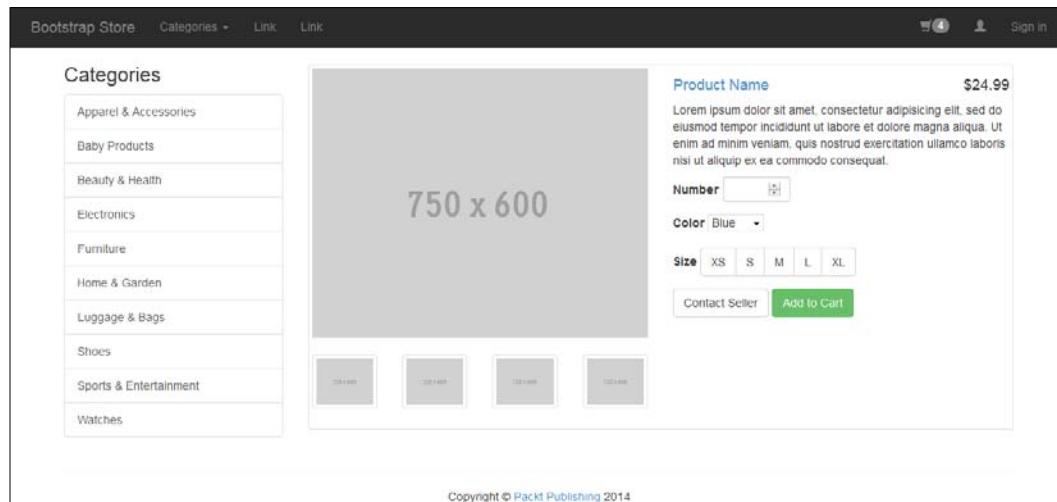 Bootstrap Store Categories Link Link 4 Sign in
Categories
Apparel & Accessories
Baby Products
Beauty & Health
Electronics
Furniture
Home & Garden
Luggage & Bags
Shoes
Sports & Entertainment
Watches
750 x 600
Product Name $24.99
Lorem ipsum dolor sit amet, consectetur adipisicing elit, sed do
eiusmod tempor incididunt ut labore et dolore magna aliqua. Ut
enim ad minim veniam, quis nostrud exercitation ullamco laboris
nisi ut aliquip ex ea commodo consequat.
Number
Color Blue
Size XS S M L XL
Contact Seller Add to Cart
Copyright © Packt Publishing 2014